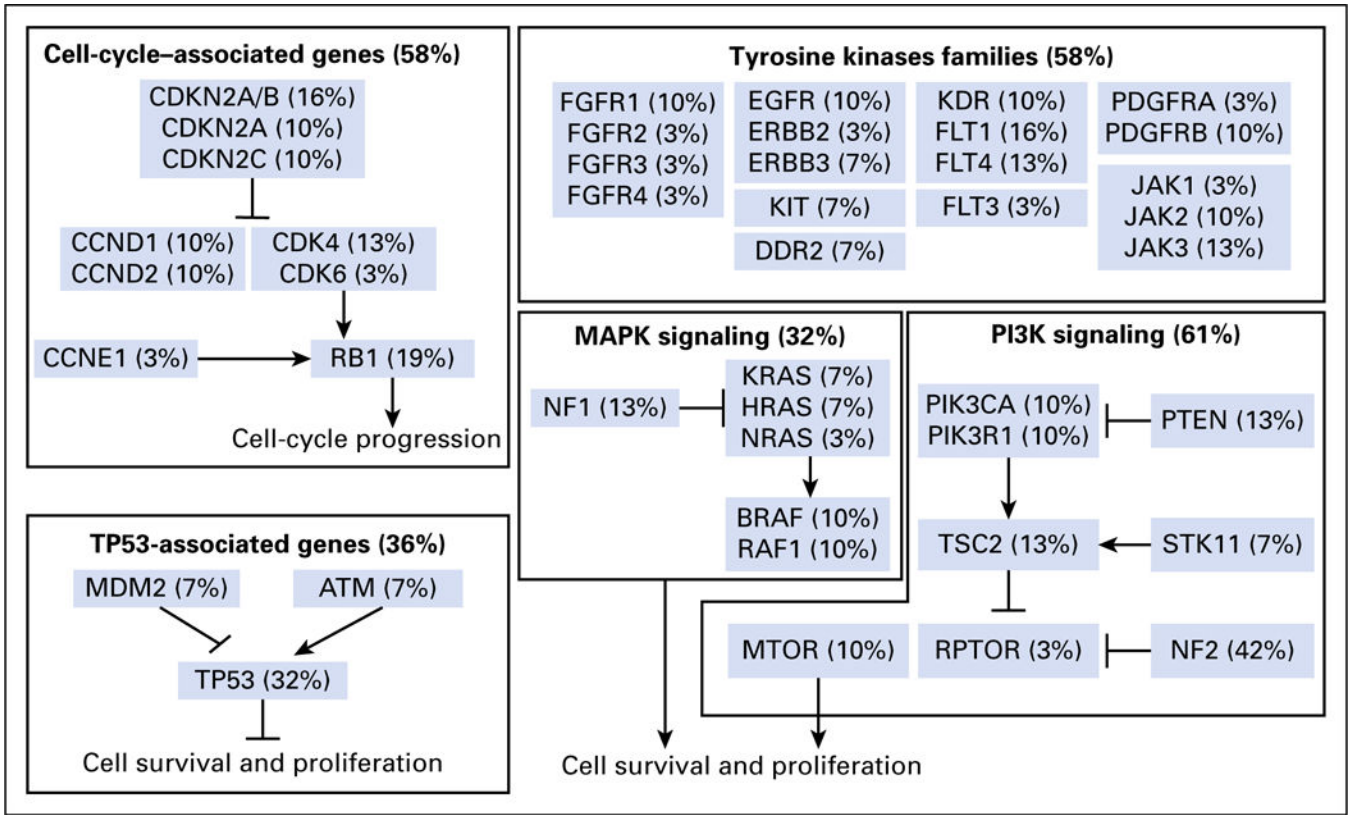 Cell-cycle–associated genes (58%)
CDKN2A/B (16%)
CDKN2A (10%)
CDKN2C (10%)
CCND1 (10%)
CCND2 (10%)
CDK4 (13%)
CDK6 (3%)
CCNE1 (3%)
RB1 (19%)
Cell-cycle progression
TP53-associated genes (36%)
MDM2 (7%)
ATM (7%)
TP53 (32%)
Cell survival and proliferation
Tyrosine kinases families (58%)
FGFR1 (10%)
FGFR2 (3%)
FGFR3 (3%)
FGFR4 (3%)
EGFR (10%)
ERBB2 (3%)
ERBB3 (7%)
KIT (7%)
DDR2 (7%)
KDR (10%)
FLT1 (16%)
FLT4 (13%)
FLT3 (3%)
PDGFRA (3%)
PDGFRB (10%)
JAK1 (3%)
JAK2 (10%)
JAK3 (13%)
MAPK signaling (32%)
NF1 (13%)
KRAS (7%)
HRAS (7%)
NRAS (3%)
BRAF (10%)
RAF1 (10%)
PI3K signaling (61%)
PIK3CA (10%)
PIK3R1 (10%)
PTEN (13%)
TSC2 (13%)
STK11 (7%)
MTOR (10%)
RPTOR (3%)
NF2 (42%)
Cell survival and proliferation